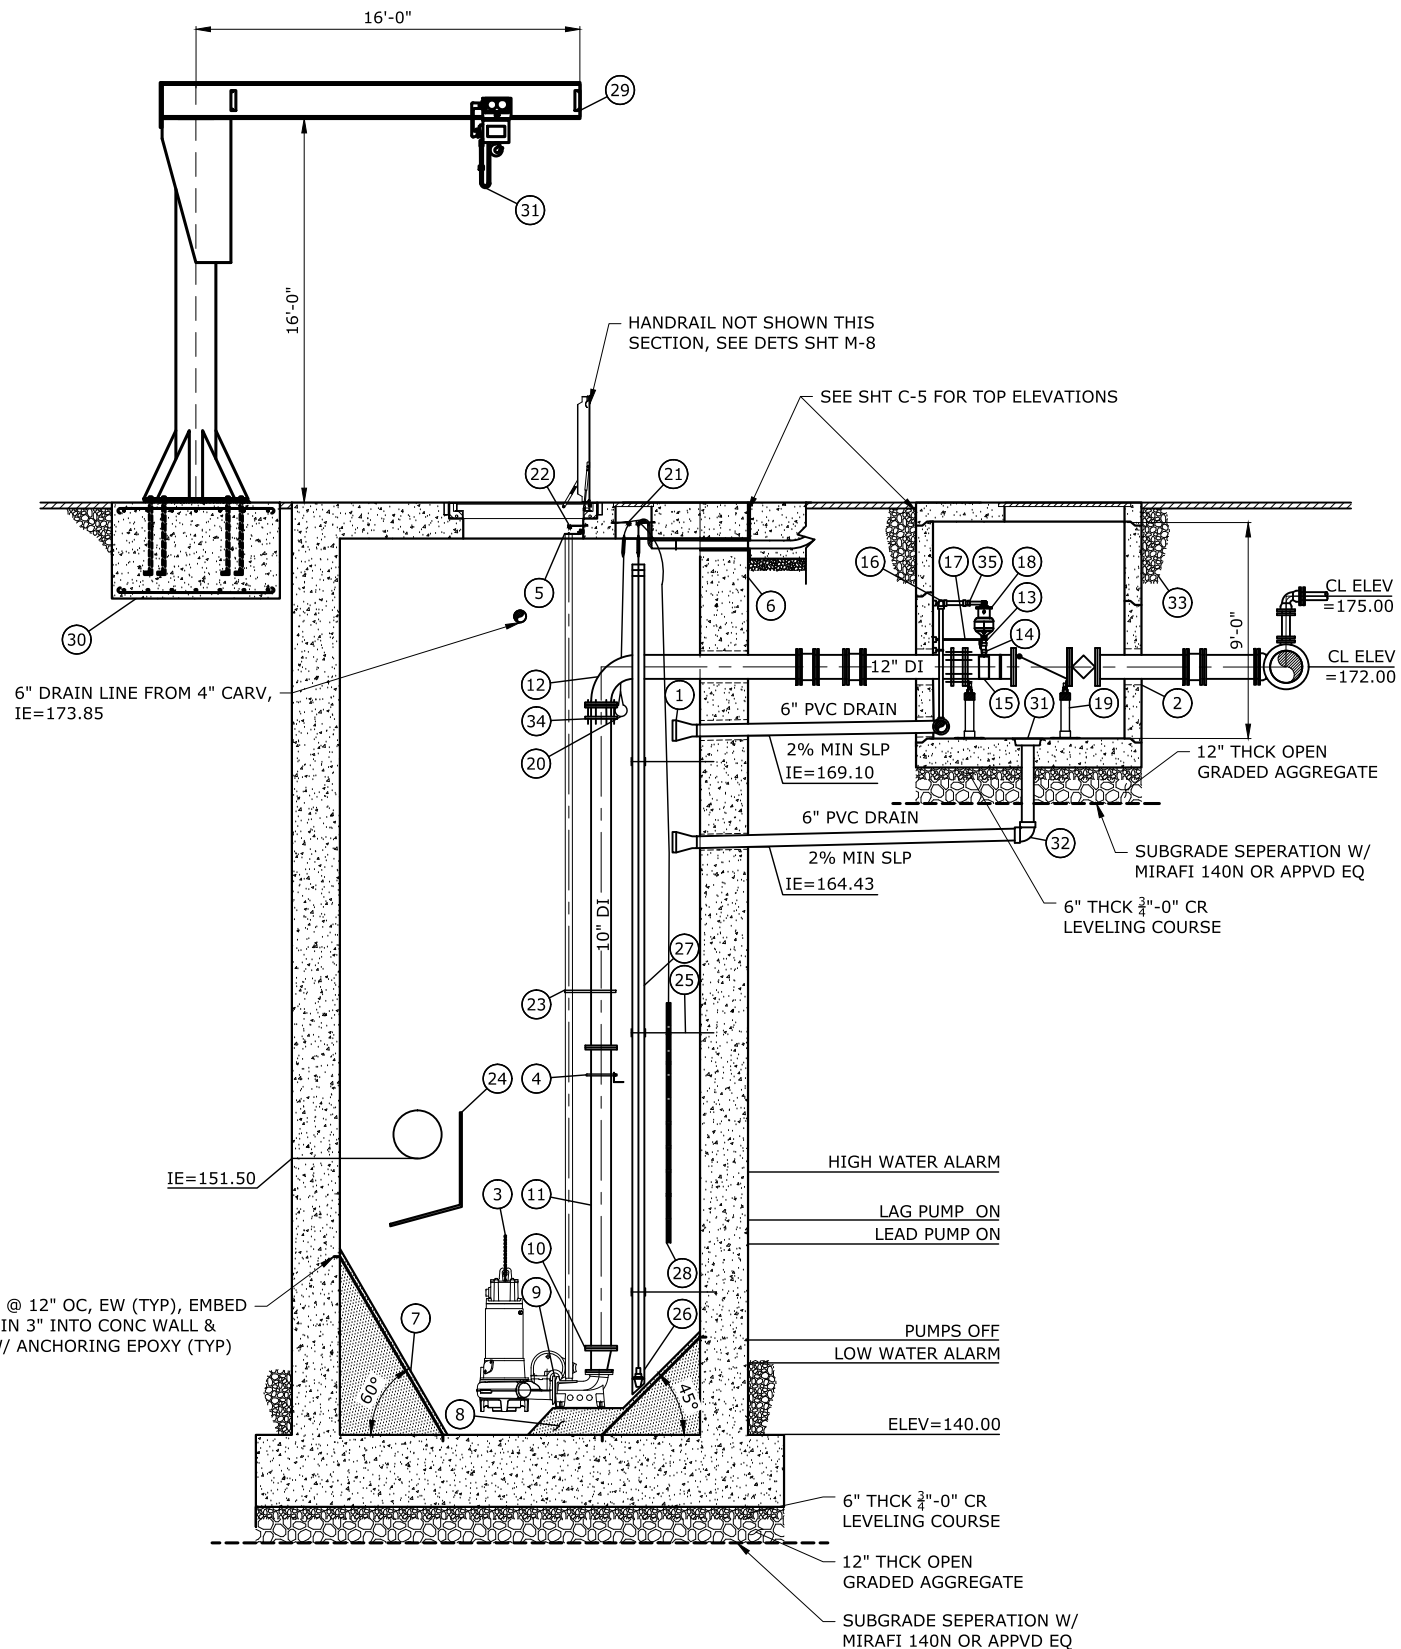 16'-0"
29
31
16'-0"
HANDRAIL NOT SHOWN THIS
SECTION, SEE DETS SHT M-8
SEE SHT C-5 FOR TOP ELEVATIONS
22
21
16
17
35
18
5
6
13
33
CL ELEV
=175.00
30
14
9'-0"
12" DI
CL ELEV
=172.00
6" DRAIN LINE FROM 4" CARV,
IE=173.85
12
1
34
6" PVC DRAIN
15
31
19
2
20
2% MIN SLP
IE=169.10
12" THCK OPEN
GRADED AGGREGATE
6" PVC DRAIN
32
2% MIN SLP
IE=164.43
SUBGRADE SEPERATION W/
MIRAFI 140N OR APPVD EQ
6" THCK 3/4"-0" CR
LEVELING COURSE
10" DI
27
25
23
24
4
IE=151.50
HIGH WATER ALARM
3
11
LAG PUMP ON
LEAD PUMP ON
10
28
9
@ 12" OC, EW (TYP), EMBED
IN 3" INTO CONC WALL &
W/ ANCHORING EPOXY (TYP)
7
26
PUMPS OFF
LOW WATER ALARM
60°
45°
8
ELEV=140.00
6" THCK 3/4"-0" CR
LEVELING COURSE
12" THCK OPEN
GRADED AGGREGATE
SUBGRADE SEPERATION W/
MIRAFI 140N OR APPVD EQ